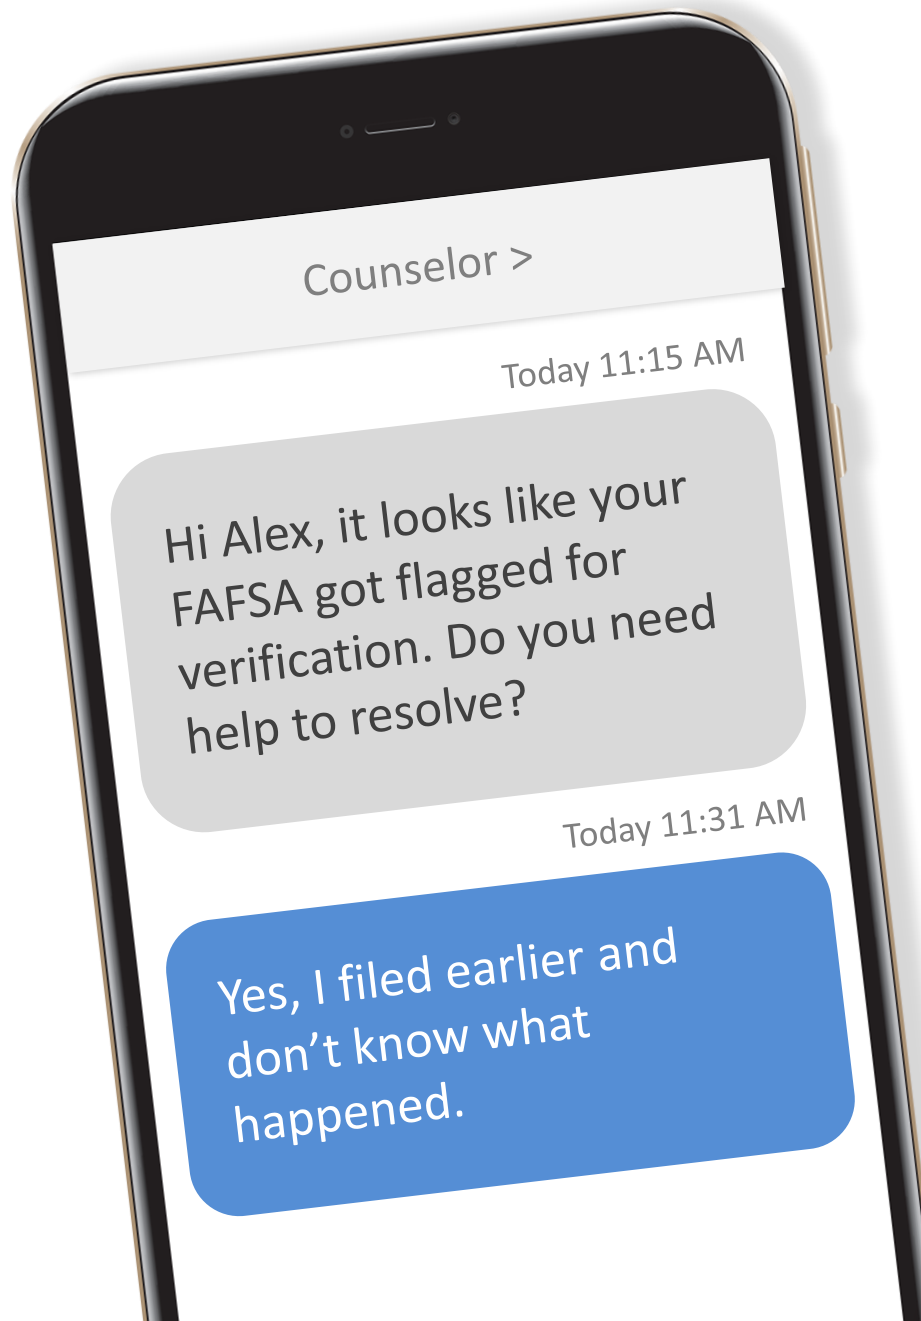 Counselor >
Today 11:15 AM
Hi Alex, it looks like your
FAFSA got flagged for
verification. Do you need
help to resolve?
Today 11:31 AM
Yes, I filed earlier and
don’t know what
happened.